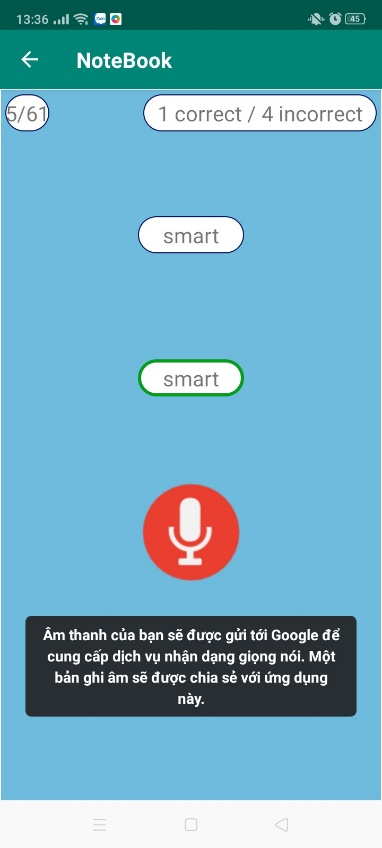 13:36 45
NoteBook
5/61 1 correct / 4 incorrect
smart
smart
Âm thanh của bạn sẽ được gửi tới Google để
cung cấp dịch vụ nhận dạng giọng nói. Một
bản ghi âm sẽ được chia sẻ với ứng dụng
này.